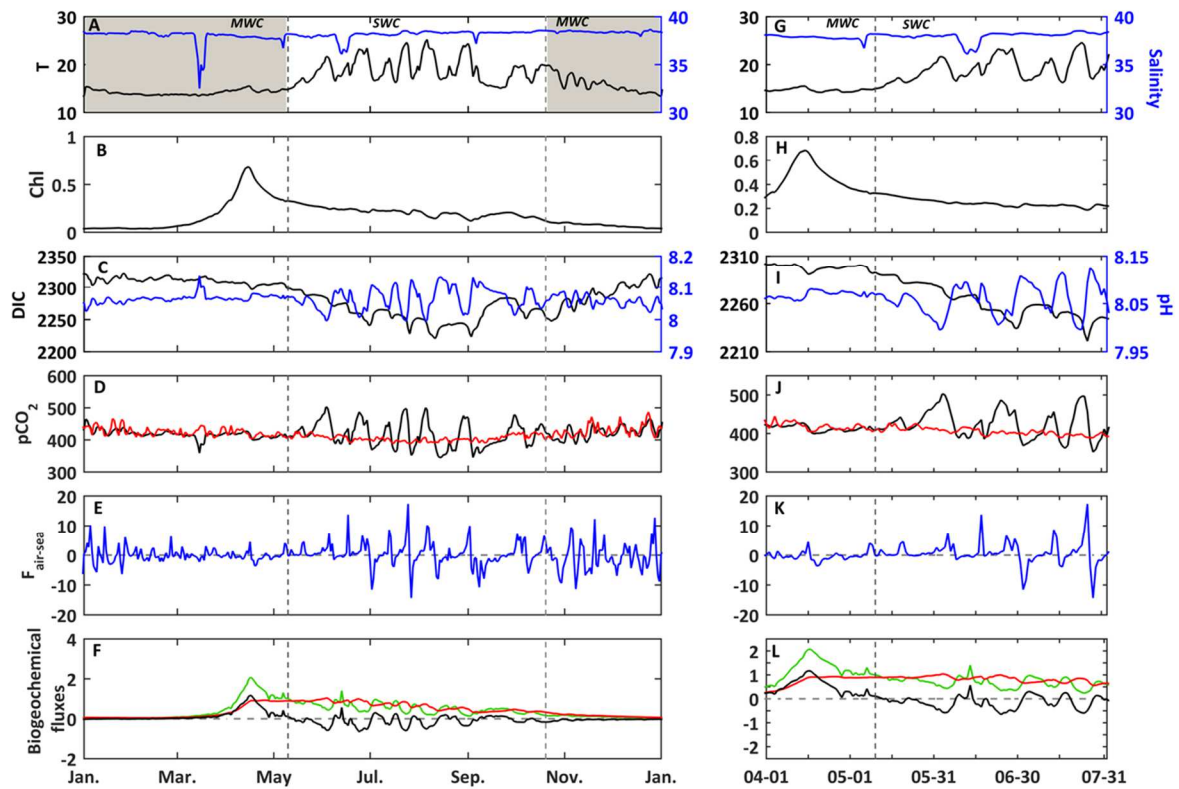 A MWC SWC MWC
30
20
10
T
40
38
35
33
30
G MWC SWC
30
20
10
40
38
35
33
30
Salinity
B
1
0.5
0
Chl
H
0.8
0.6
0.4
0.2
0
C
2350
2300
2250
2200
DIC
8.2
8.1
8
7.9
I
2310
2260
2210
8.15
8.05
7.95
pH
D
600
500
400
300
pCO2
J
500
400
300
E
20
10
0
-10
-20
Fair-sea
K
20
10
0
-10
-20
F
4
2
0
-2
Biogeochemical
fluxes
Jan. Mar. May Jul. Sep. Nov. Jan.
L
2
1
0
-1
-2
04-01 05-01 05-31 06-30 07-31